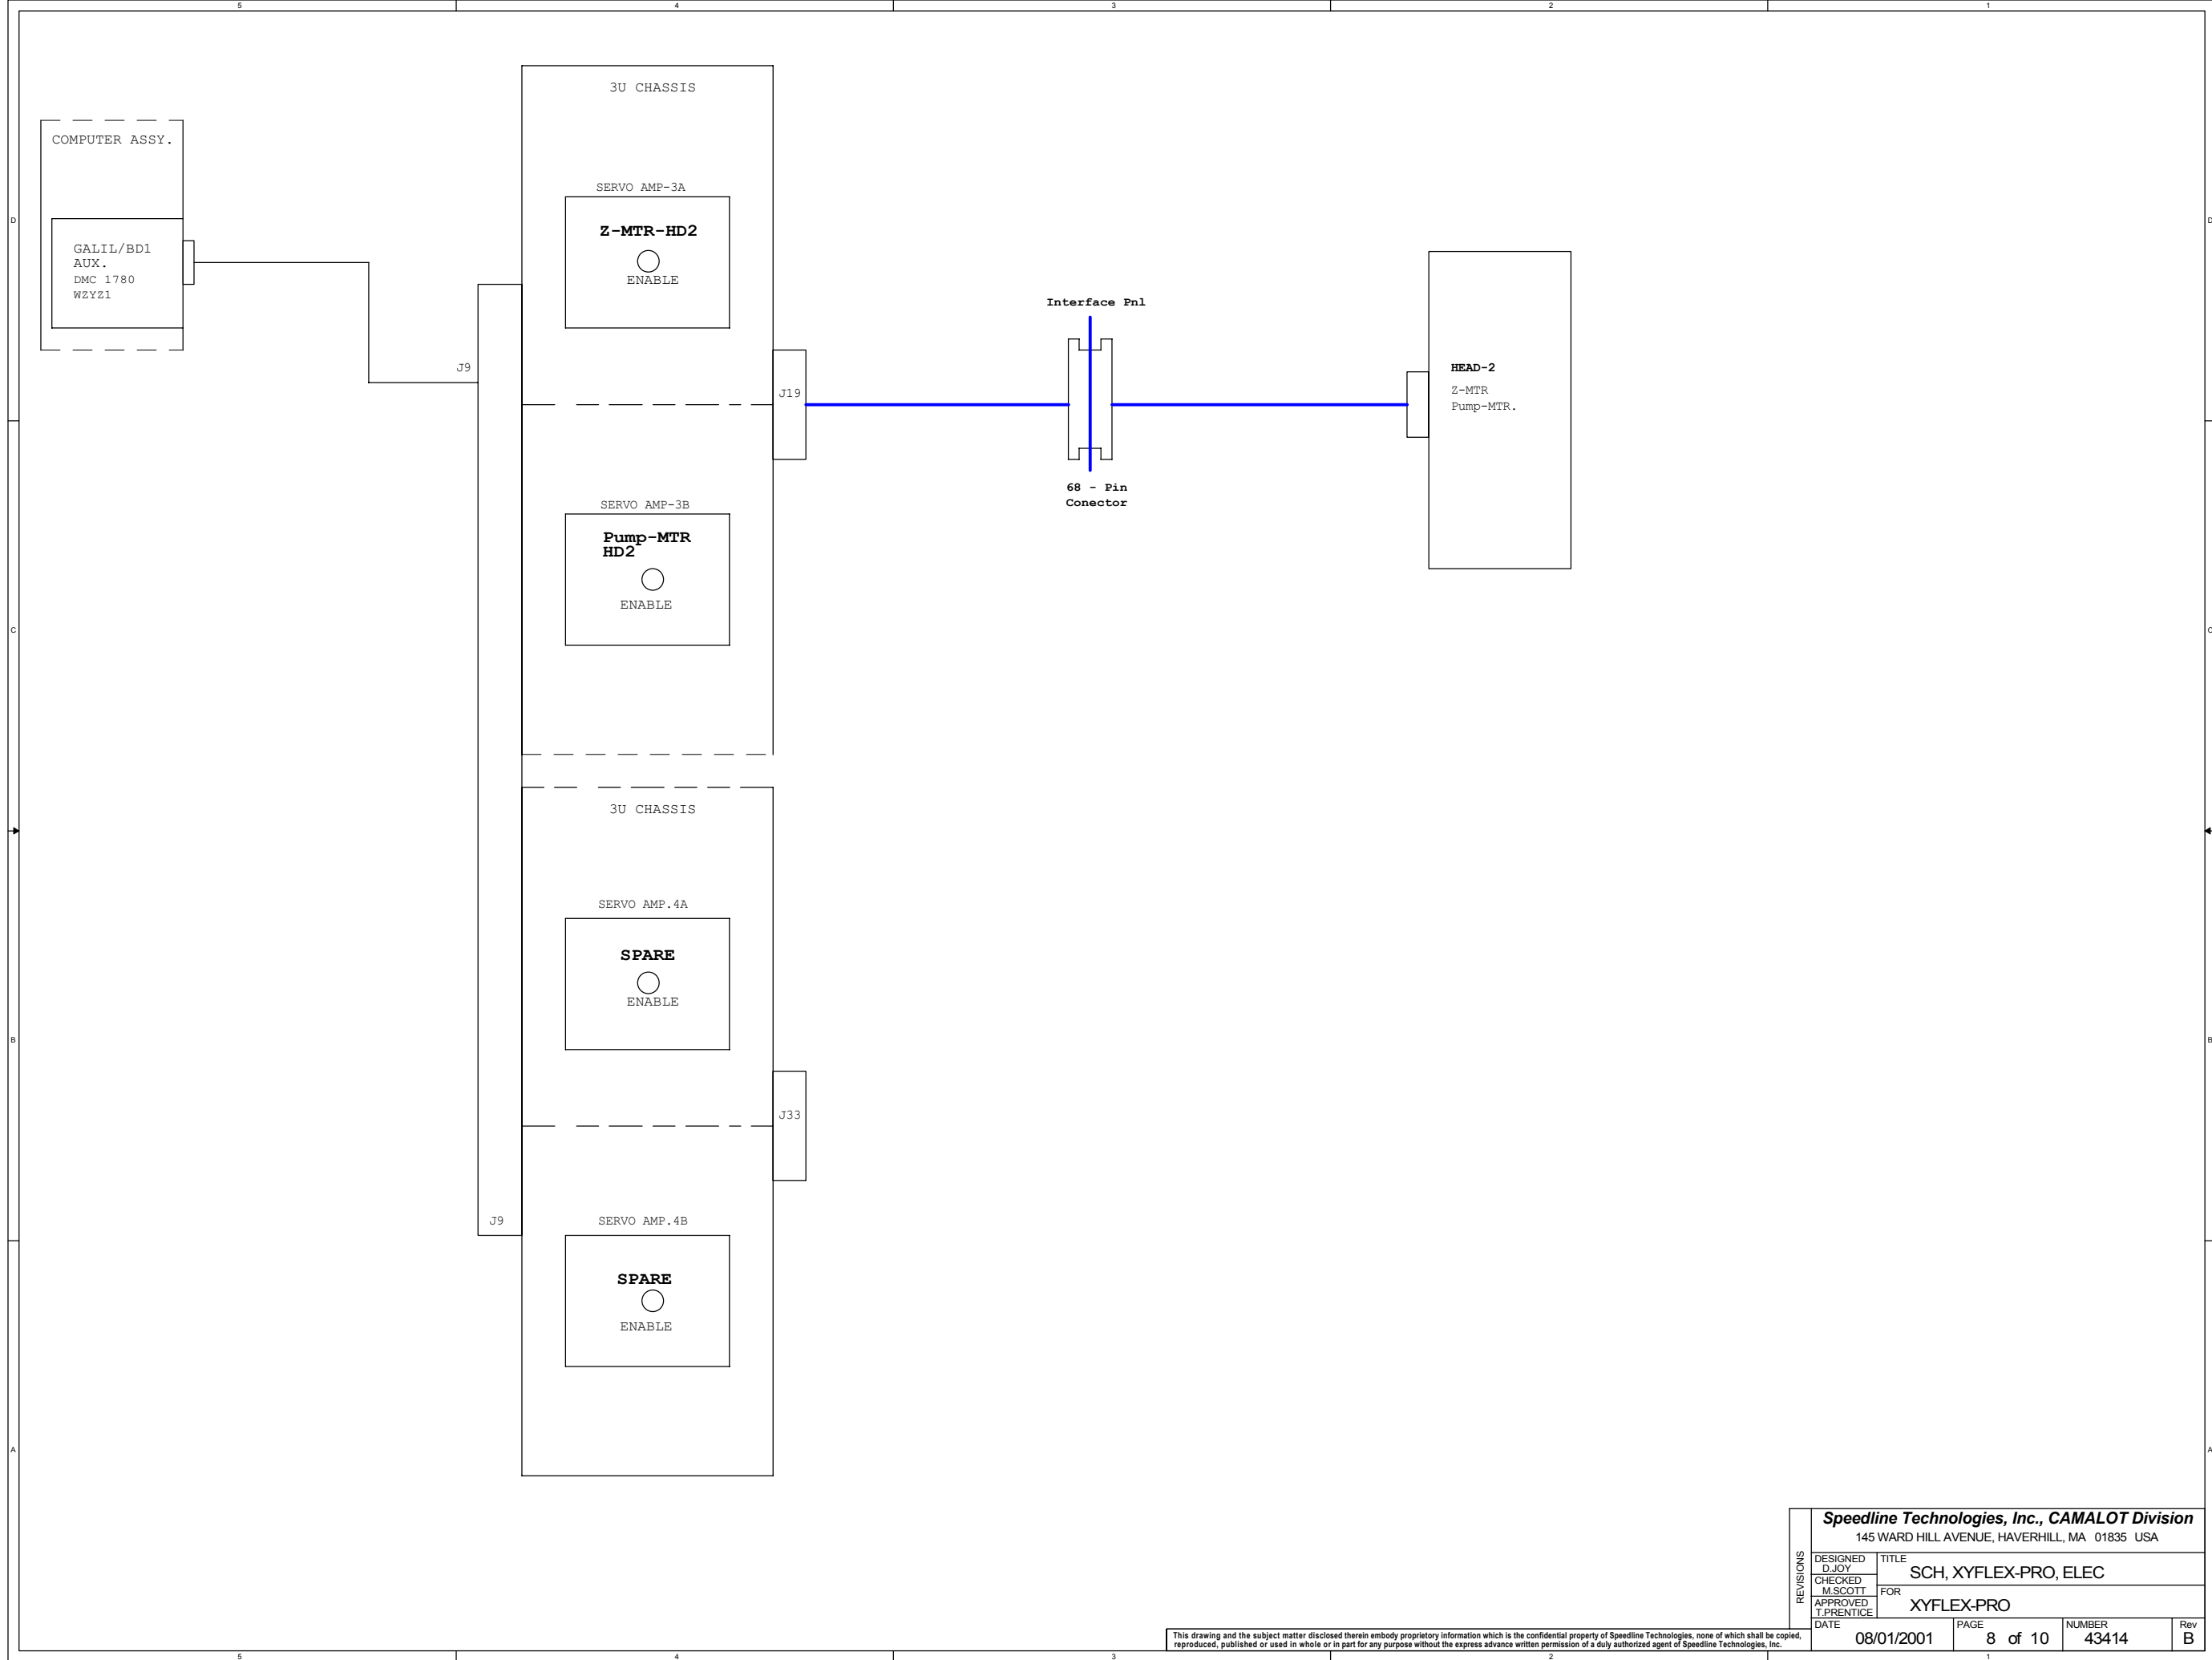 5 4 3 2 1
3U CHASSIS
COMPUTER ASSY.
SERVO AMP-3A
D D
Z-MTR-HD2
GALIL/BD1
AUX.
DMC 1780
WZYZ1
ENABLE
Interface Pnl
J9
J19
HEAD-2
Z-MTR
Pump-MTR.
68 - Pin
Conector
SERVO AMP-3B
Pump-MTR
HD2
ENABLE
C C
3U CHASSIS
SERVO AMP.4A
SPARE
ENABLE
B B
J33
J9
SERVO AMP.4B
SPARE
ENABLE
A A
REVISIONS
Speedline Technologies, Inc., CAMALOT Division
145 WARD HILL AVENUE, HAVERHILL, MA 01835 USA
DESIGNED
D.JOY
TITLE
SCH, XYFLEX-PRO, ELEC
CHECKED
M.SCOTT
FOR
XYFLEX-PRO
APPROVED
T.PRENTICE
DATE
08/01/2001
PAGE
8 of 10
NUMBER
43414
Rev
B
This drawing and the subject matter disclosed therein embody proprietary information which is the confidential property of Speedline Technologies, none of which shall be copied,
reproduced, published or used in whole or in part for any purpose without the express advance written permission of a duly authorized agent of Speedline Technologies, Inc.
5 4 3 2 1